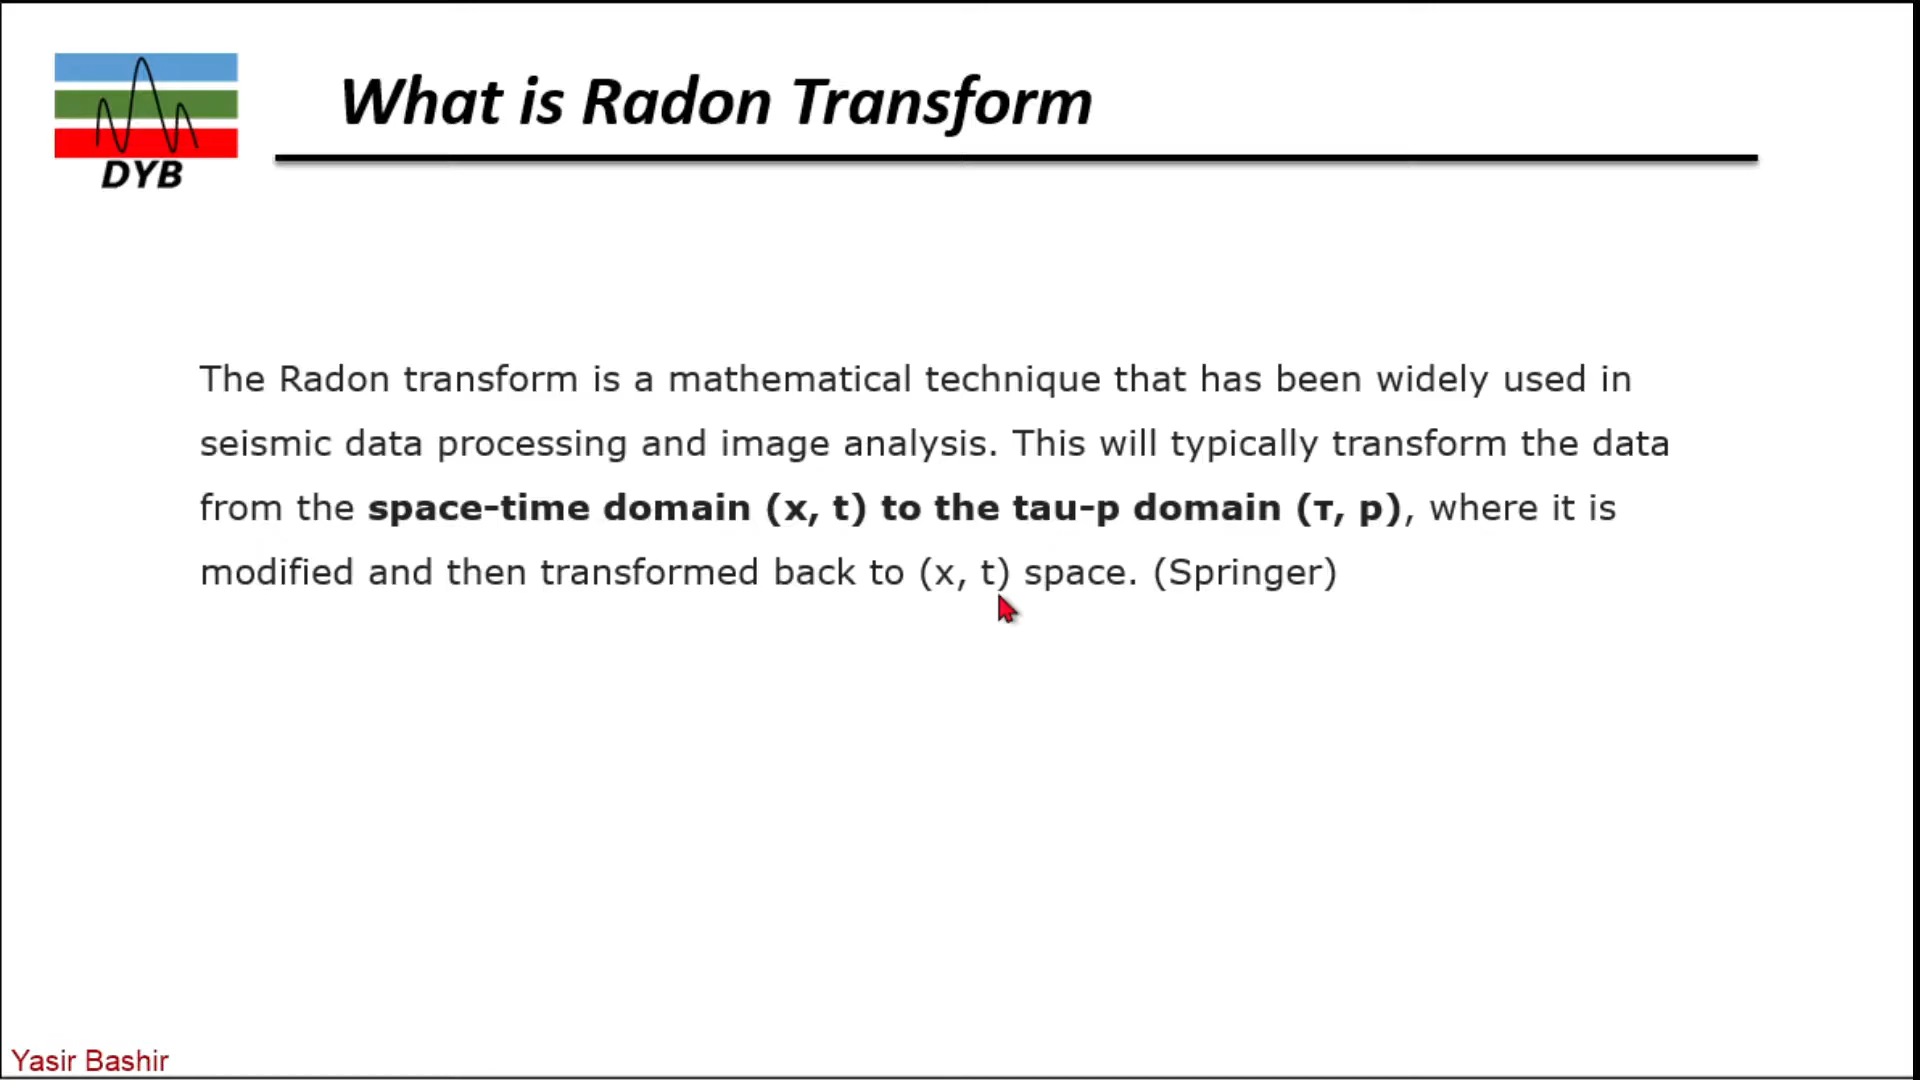 What is Radon Transform
DYB
The Radon transform is a mathematical technique that has been widely used in
seismic data processing and image analysis. This will typically transform the data
from the space-time domain (x, t) to the tau-p domain (τ, p), where it is
modified and then transformed back to (x, t) space. (Springer)
Yasir Bashir